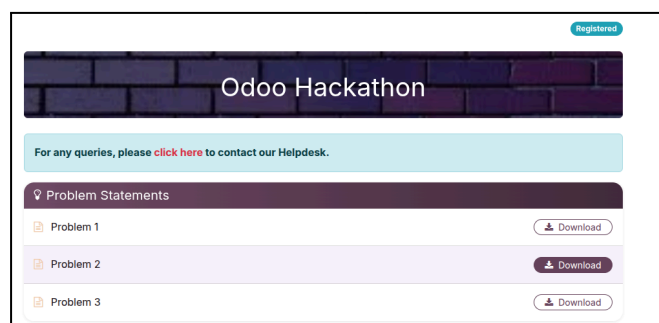 Registered
Odoo Hackathon
For any queries, please click here to contact our Helpdesk.
Problem Statements
Problem 1
Download
Problem 2
Download
Problem 3
Download